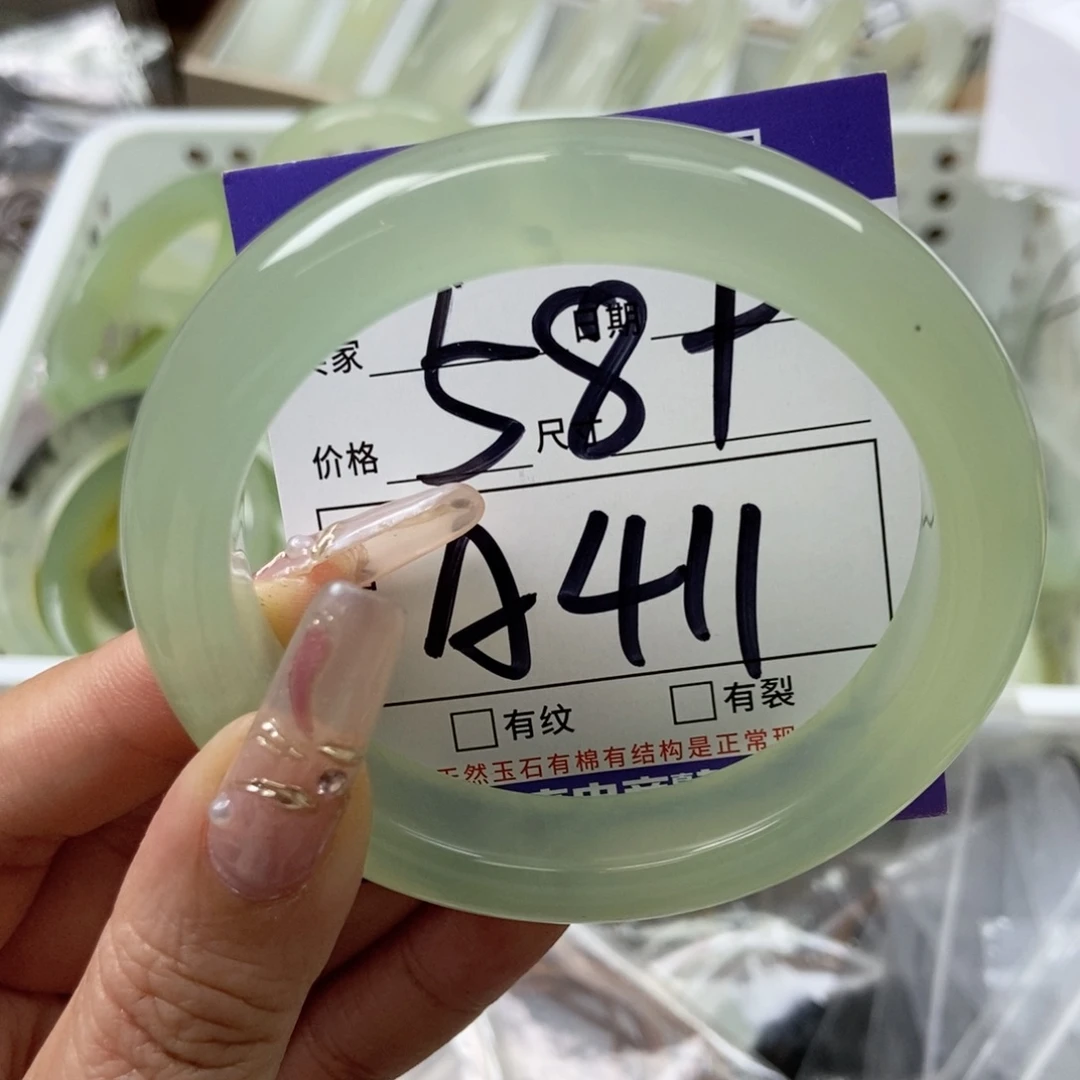 家 日期
58+
价格 尺寸
A411
有纹 有裂
天然玉石有棉有结构是正常现